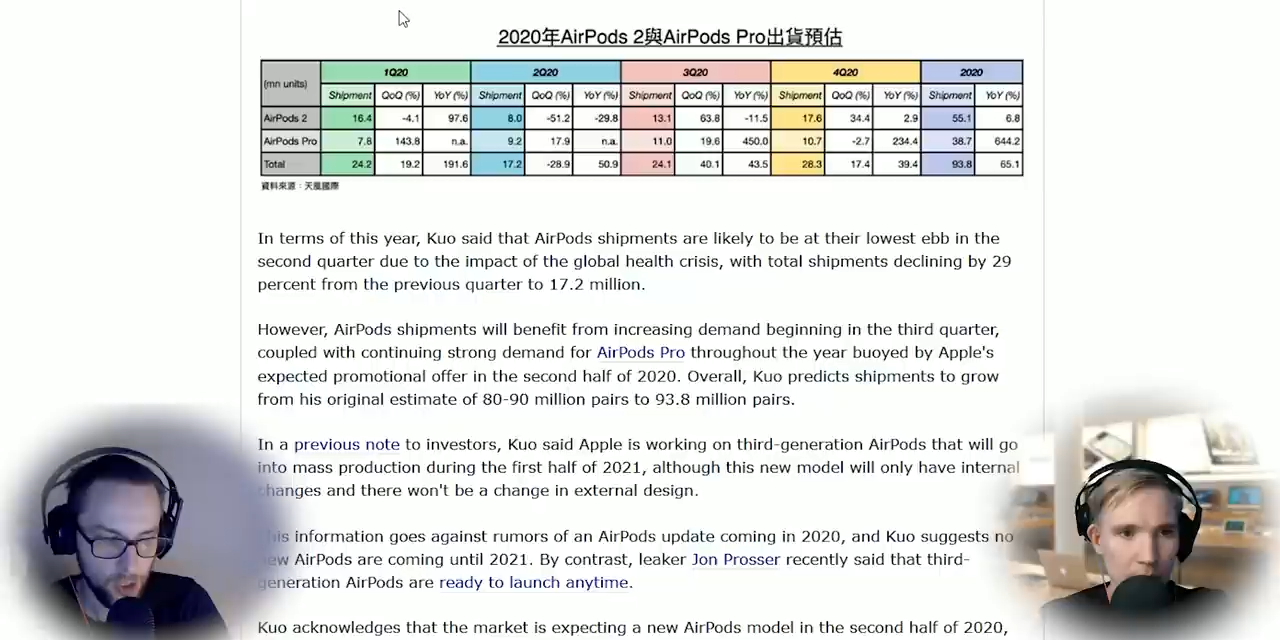 2020年AirPods 2與AirPods Pro出貨預估
(mn units) 1Q20 2Q20 3Q20 4Q20 2020
Shipment QoQ (%) YoY (%) Shipment QoQ (%) YoY (%) Shipment QoQ (%) YoY (%) Shipment QoQ (%) YoY (%) Shipment YoY (%)
AirPods 2 16.4 -4.1 97.6 8.0 -51.2 -29.8 13.1 63.8 -11.5 17.6 34.4 2.9 55.1 6.8
AirPods Pro 7.8 143.8 n.a. 9.2 17.9 n.a. 11.0 19.6 450.0 10.7 -2.7 234.4 38.7 644.2
Total 24.2 19.2 191.6 17.2 -28.9 50.9 24.1 40.1 43.5 28.3 17.4 39.4 93.8 65.1
資料來源：天風國際
In terms of this year, Kuo said that AirPods shipments are likely to be at their lowest ebb in the
second quarter due to the impact of the global health crisis, with total shipments declining by 29
percent from the previous quarter to 17.2 million.
However, AirPods shipments will benefit from increasing demand beginning in the third quarter,
coupled with continuing strong demand for AirPods Pro throughout the year buoyed by Apple's
expected promotional offer in the second half of 2020. Overall, Kuo predicts shipments to grow
from his original estimate of 80-90 million pairs to 93.8 million pairs.
In a previous note to investors, Kuo said Apple is working on third-generation AirPods that will go
into mass production during the first half of 2021, although this new model will only have internal
changes and there won't be a change in external design.
This information goes against rumors of an AirPods update coming in 2020, and Kuo suggests no
new AirPods are coming until 2021. By contrast, leaker Jon Prosser recently said that third-
generation AirPods are ready to launch anytime.
Kuo acknowledges that the market is expecting a new AirPods model in the second half of 2020,